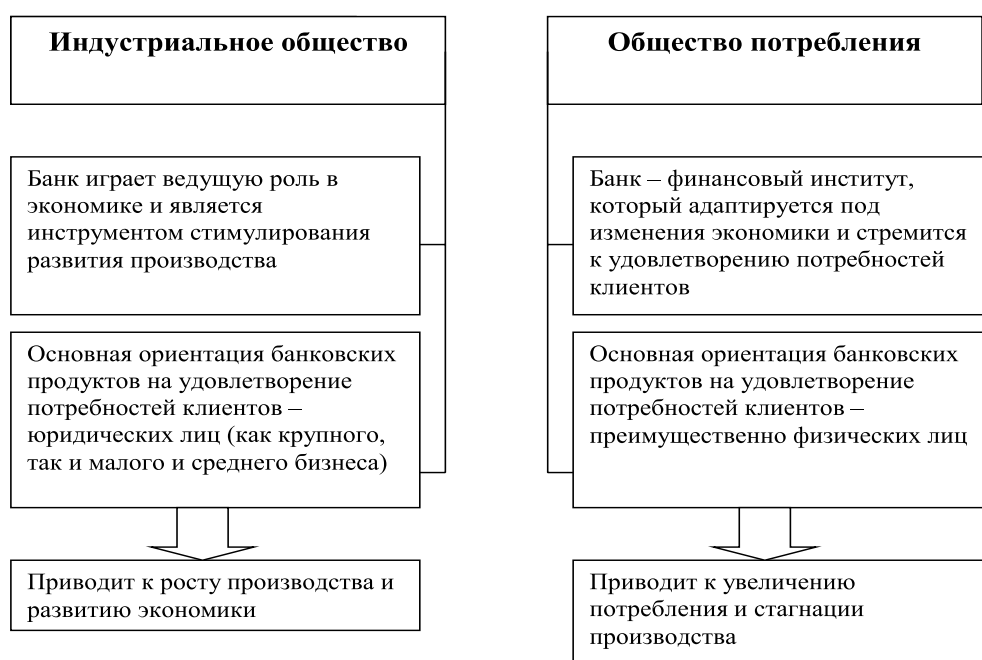 Индустриальное общество
Банк играет ведущую роль в
экономике и является
инструментом стимулирования
развития производства
Основная ориентация банковских
продуктов на удовлетворение
потребностей клиентов –
юридических лиц (как крупного,
так и малого и среднего бизнеса)
Приводит к росту производства и
развитию экономики
Общество потребления
Банк – финансовый институт,
который адаптируется под
изменения экономики и стремится
к удовлетворению потребностей
клиентов
Основная ориентация банковских
продуктов на удовлетворение
потребностей клиентов –
преимущественно физических лиц
Приводит к увеличению
потребления и стагнации
производства